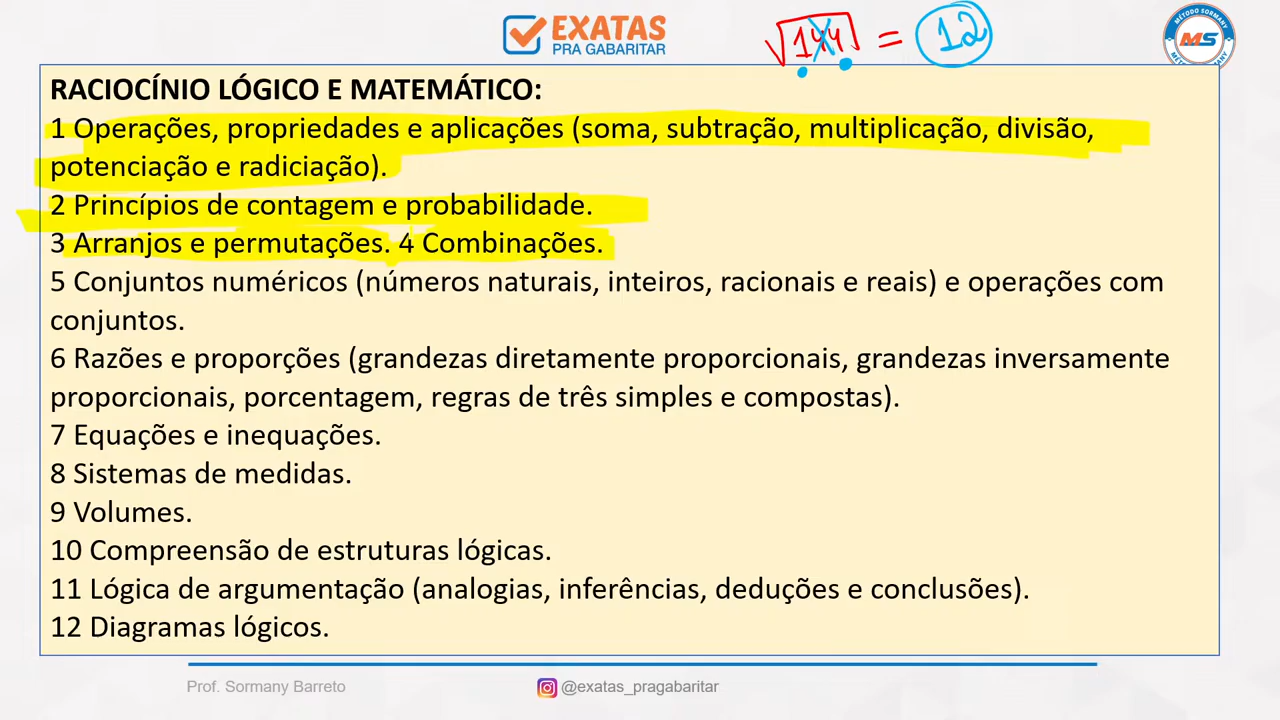 EXATAS
PRA GABARITAR
√144 = 12
MÉTODO SORMANY
MS
RACIOCÍNIO LÓGICO E MATEMÁTICO:
1 Operações, propriedades e aplicações (soma, subtração, multiplicação, divisão,
potenciação e radiciação).
2 Princípios de contagem e probabilidade.
3 Arranjos e permutações. 4 Combinações.
5 Conjuntos numéricos (números naturais, inteiros, racionais e reais) e operações com
conjuntos.
6 Razões e proporções (grandezas diretamente proporcionais, grandezas inversamente
proporcionais, porcentagem, regras de três simples e compostas).
7 Equações e inequações.
8 Sistemas de medidas.
9 Volumes.
10 Compreensão de estruturas lógicas.
11 Lógica de argumentação (analogias, inferências, deduções e conclusões).
12 Diagramas lógicos.
Prof. Sormany Barreto
@exatas_pragabaritar